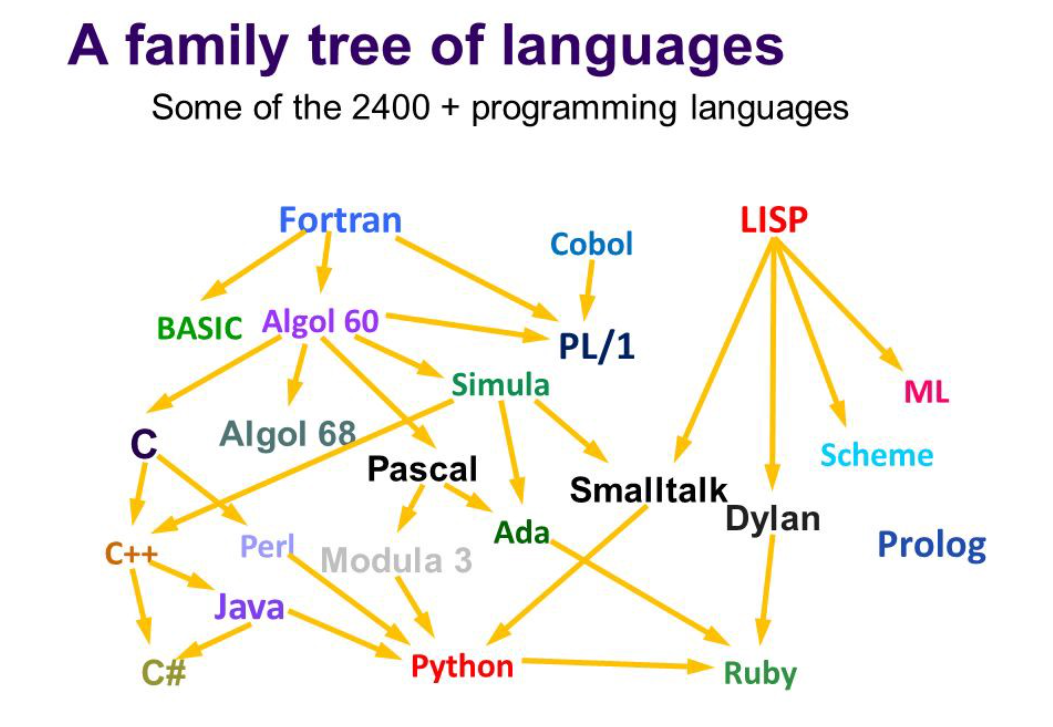 A family tree of languages
Some of the 2400 + programming languages
Fortran
LISP
Cobol
BASIC
Algol 60
PL/1
Simula
ML
C
Algol 68
Pascal
Scheme
Smalltalk
Dylan
Ada
Prolog
C++
Perl
Modula 3
Java
C#
Python
Ruby